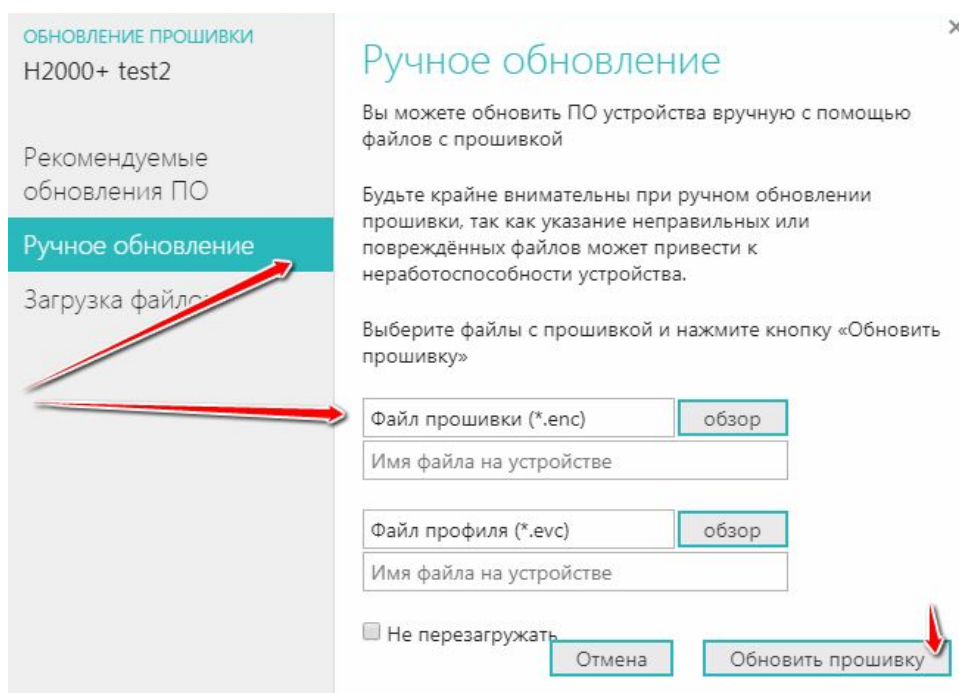 ОБНОВЛЕНИЕ ПРОШИВКИ
H2000+ test2
Рекомендуемые
обновления ПО
Ручное обновление
Загрузка
Ручное обновление
Вы можете обновить ПО устройства вручную с помощью
файлов с прошивкой
Будьте крайне внимательны при ручном обновлении
прошивки, так как указание неправильных или
повреждённых файлов может привести к
неработоспособности устройства.
Выберите файлы с прошивкой и нажмите кнопку «Обновить
прошивку»
Файл прошивки (*.enc)
обзор
Имя файла на устройстве
Файл профиля (*.evc)
обзор
Имя файла на устройстве
Не перезагружать
Отмена
Обновить прошивку